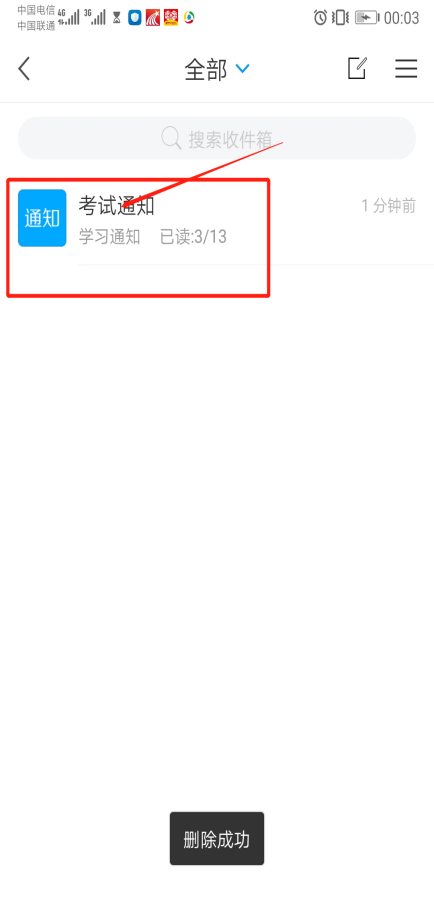 中国电信 4G 3G 00:03
中国联通
全部
搜索收件箱
通知 考试通知 1 分钟前
学习通知 已读:3/13
删除成功